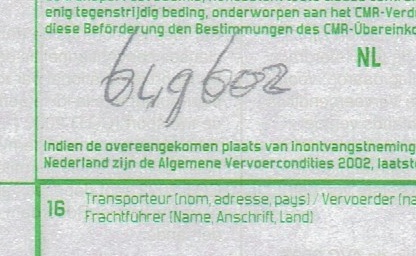 enig tegenstrijdig beding, onderworpen aan het CMR-Verd
diese Beförderung den Bestimmungen des CMR-Übereinko
NL
649602
Indien de overeengekomen plaats van inontvangstneming
Nederland zijn de Algemene Vervoercondities 2002, laatst
16 Transporteur (nom, adresse, pays) / Vervoerder (na
Frachtführer (Name, Anschrift, Land)